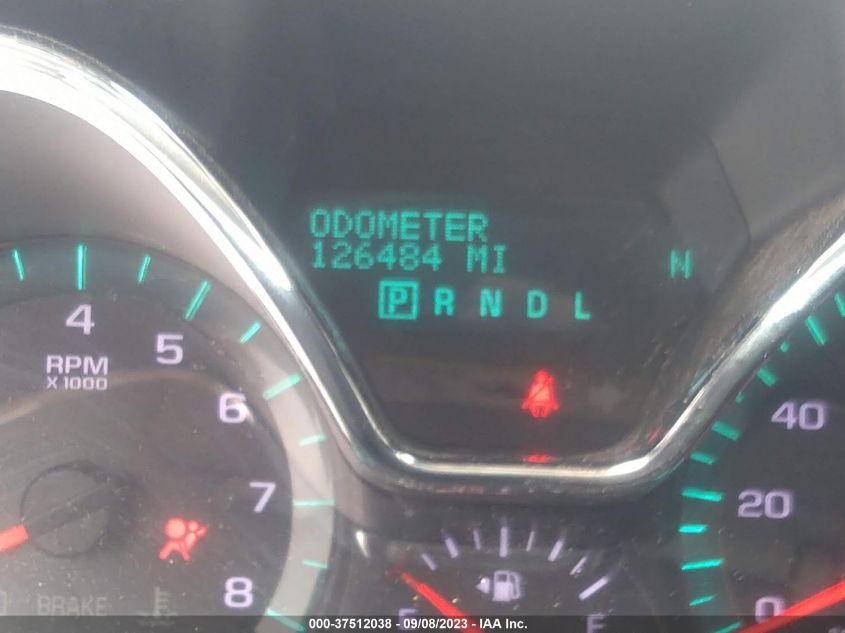 ODOMETER
126484 MI N
P R N D L
4
5
RPM
X1000
6
7
8
40
20
0
BRAKE
F
000-37512038 - 09/08/2023 - IAA Inc.